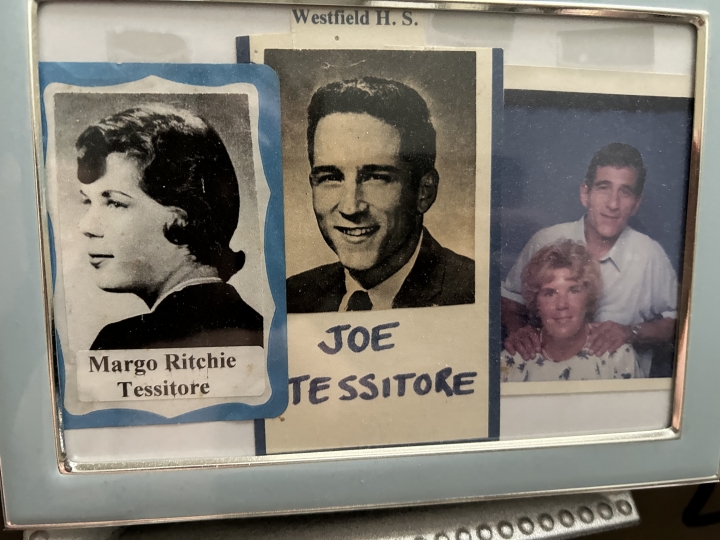 Westfield H. S.
Margo Ritchie
Tessitore
JOE
TESSITORE